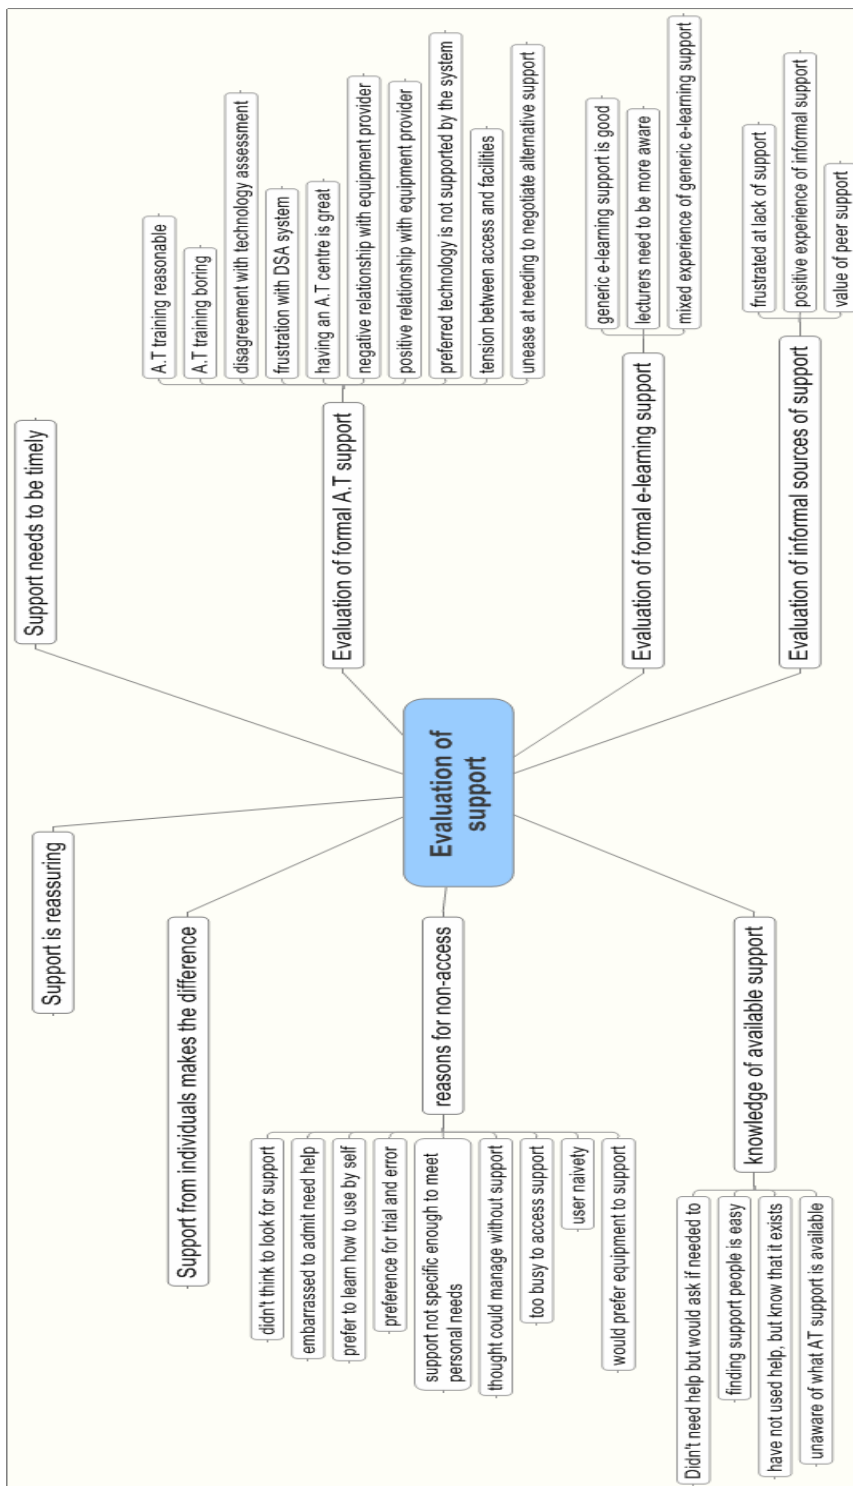 Evaluation of
support
Support needs to be timely
Evaluation of formal A.T support
A.T training reasonable
A.T training boring
disagreement with technology assessment
frustration with DSA system
having an A.T centre is great
negative relationship with equipment provider
positive relationship with equipment provider
preferred technology is not supported by the system
tension between access and facilities
unease at needing to negotiate alternative support
Evaluation of formal e-learning support
generic e-learning support is good
lecturers need to be more aware
mixed experience of generic e-learning support
Evaluation of informal sources of support
frustrated at lack of support
positive experience of informal support
value of peer support
Support is reassuring
Support from individuals makes the difference
reasons for non-access
didn't think to look for support
embarrassed to admit need help
prefer to learn how to use by self
preference for trial and error
support not specific enough to meet
personal needs
thought could manage without support
too busy to access support
user naivety
would prefer equipment to support
knowledge of available support
Didn't need help but would ask if needed to
finding support people is easy
have not used help, but know that it exists
unaware of what AT support is available